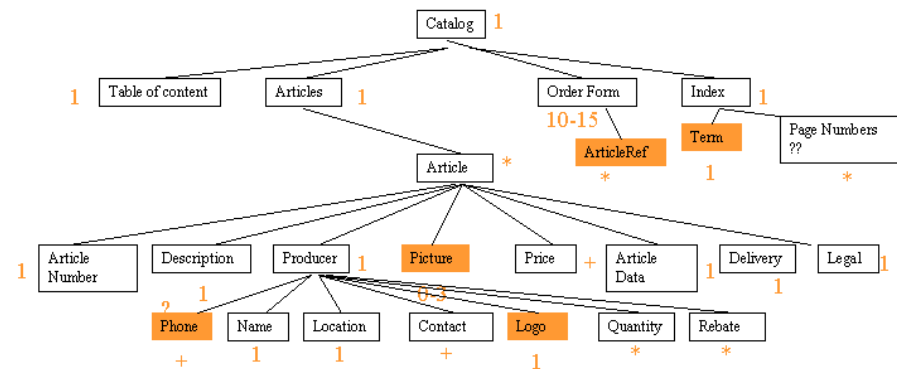 Catalog 1
1 Table of content
Articles 1
Order Form
10-15
Index 1
Term
1
Page Numbers
??
*
ArticleRef
*
Article *
1 Article
Number
Description
1
Producer 1
Picture
0-3
Price +
Article
Data 1
Delivery
1
Legal 1
?
Phone
+
Name
1
Location
1
Contact
+
Logo
1
Quantity
*
Rebate
*